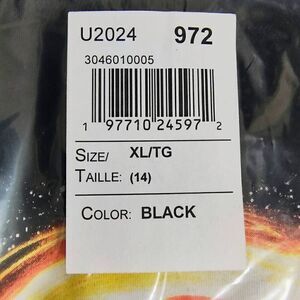 U2024 972
3046010005
1 97710 24597 2
SIZE/ XL/TG
TAILLE: (14)
COLOR: BLACK